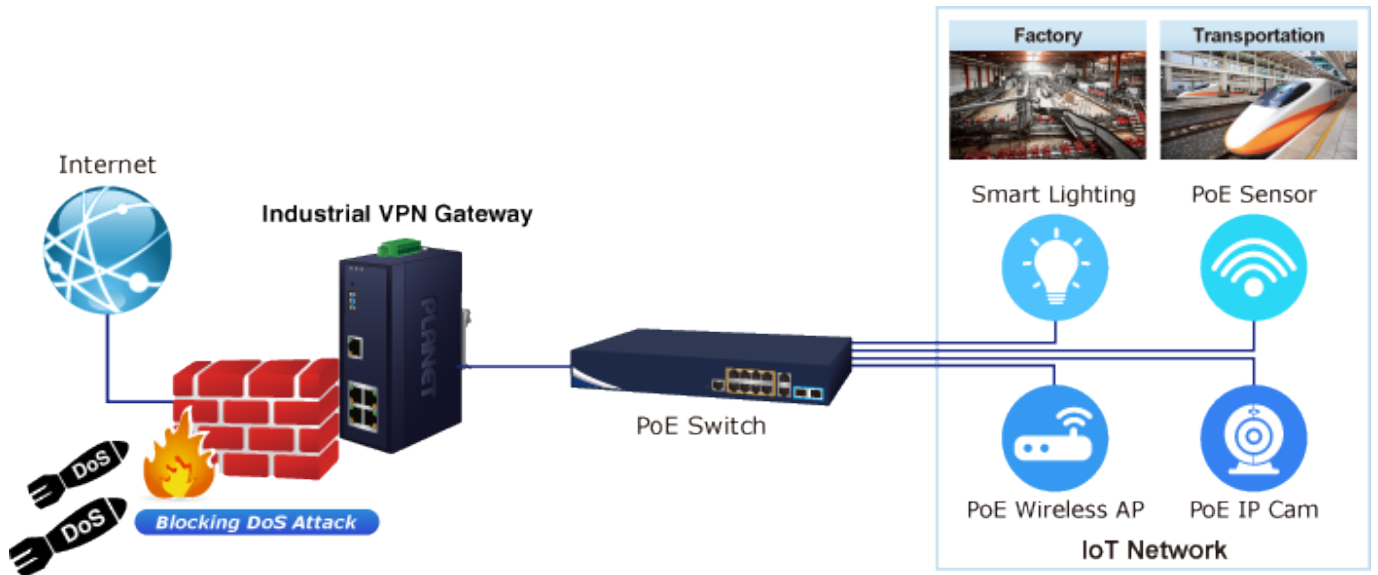 Factory
Transportation
Internet
Smart Lighting
PoE Sensor
Industrial VPN Gateway
PLANET
PoE Switch
DoS
DoS
Blocking DoS Attack
PoE Wireless AP
PoE IP Cam
IoT Network